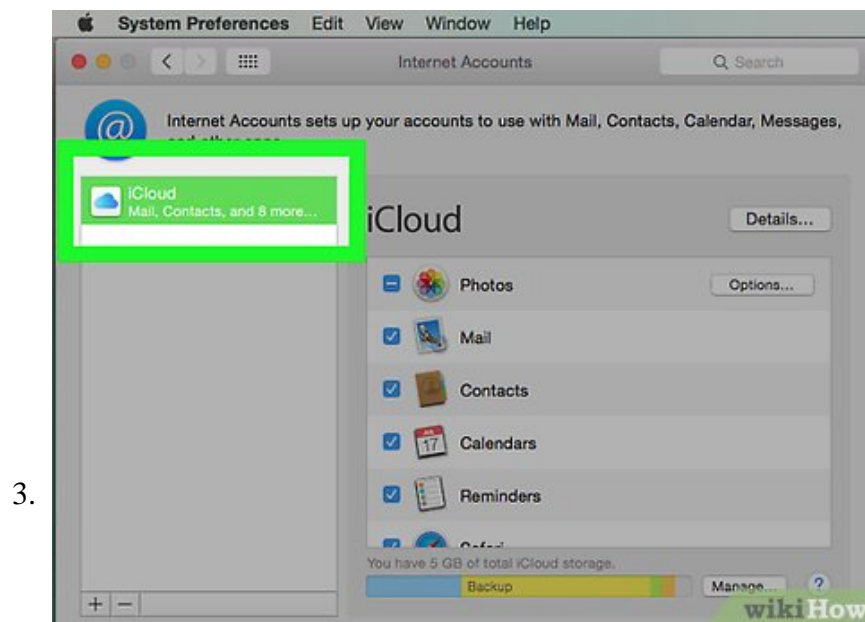 System Preferences Edit View Window Help
Internet Accounts
Search
Internet Accounts sets up your accounts to use with Mail, Contacts, Calendar, Messages,
iCloud
Mail, Contacts, and 8 more...
iCloud
Details...
Photos
Options...
Mail
Contacts
17
Calendars
3.
Reminders
You have 5 GB of total iCloud storage.
Backup
Manage...
?
+ −
wikiHow